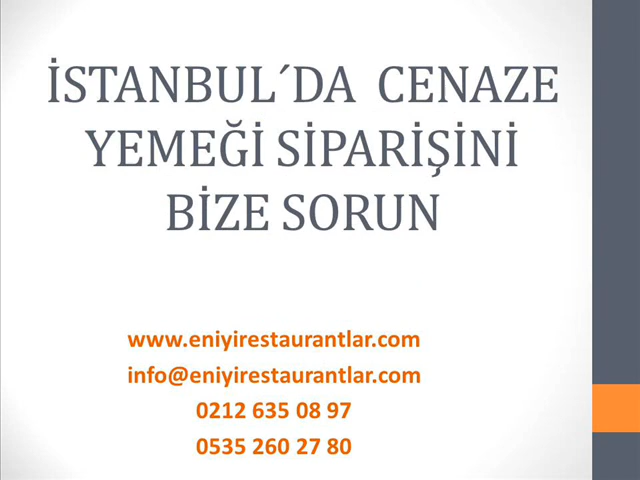 İSTANBUL´DA CENAZE
YEMEĞİ SİPARİŞİNİ
BİZE SORUN
www.eniyirestaurantlar.com
info@eniyirestaurantlar.com
0212 635 08 97
0535 260 27 80